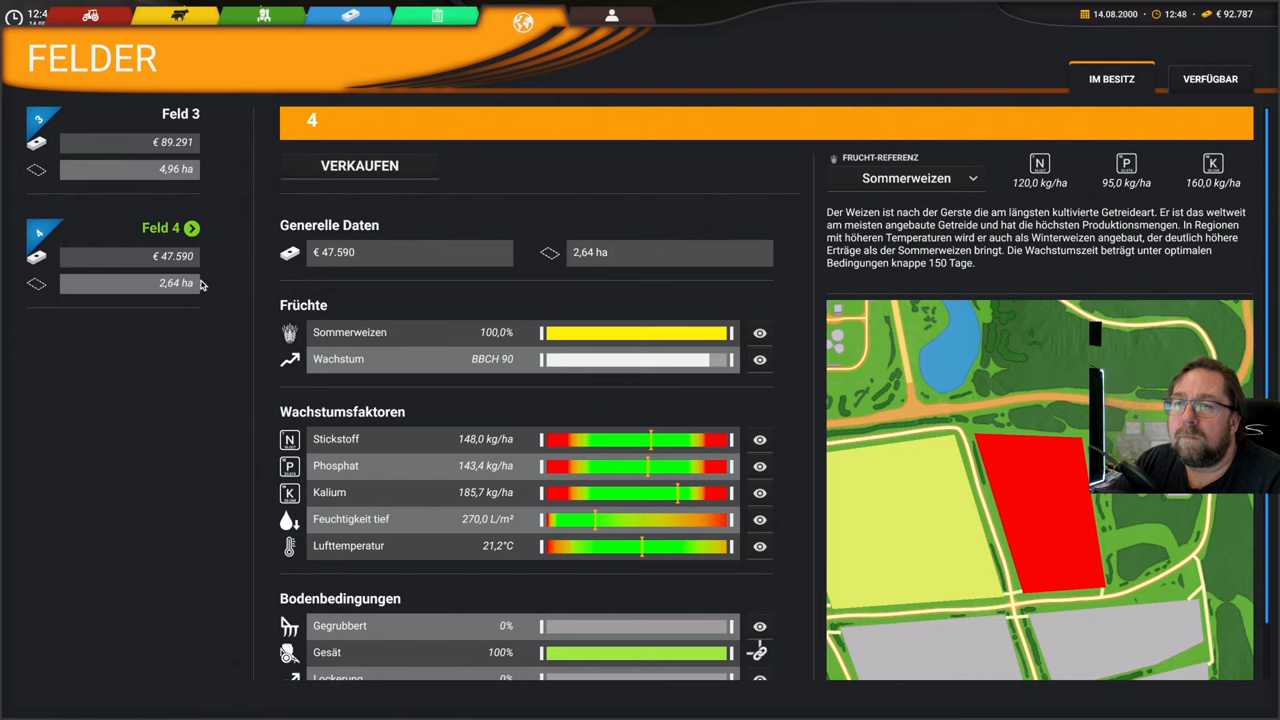 12:4
14.08.2000
12:48
€ 92.787
FELDER
IM BESITZ
VERFÜGBAR
3
Feld 3
€ 89.291
4,96 ha
4
Feld 4
€ 47.590
2,64 ha
4
VERKAUFEN
Generelle Daten
€ 47.590
2,64 ha
Früchte
Sommerweizen 100,0%
Wachstum BBCH 90
Wachstumsfaktoren
N Stickstoff 148,0 kg/ha
P Phosphat 143,4 kg/ha
K Kalium 185,7 kg/ha
Feuchtigkeit tief 270,0 L/m²
Lufttemperatur 21,2°C
Bodenbedingungen
Gegrubbert 0%
Gesät 100%
Lockerung 0%
FRUCHT-REFERENZ
Sommerweizen
N P K
120,0 kg/ha 95,0 kg/ha 160,0 kg/ha
Der Weizen ist nach der Gerste die am längsten kultivierte Getreideart. Er ist das weltweit
am meisten angebaute Getreide und hat die höchsten Produktionsmengen. In Regionen
mit höheren Temperaturen wird er auch als Winterweizen angebaut, der deutlich höhere
Erträge als der Sommerweizen bringt. Die Wachstumszeit beträgt unter optimalen
Bedingungen knappe 150 Tage.